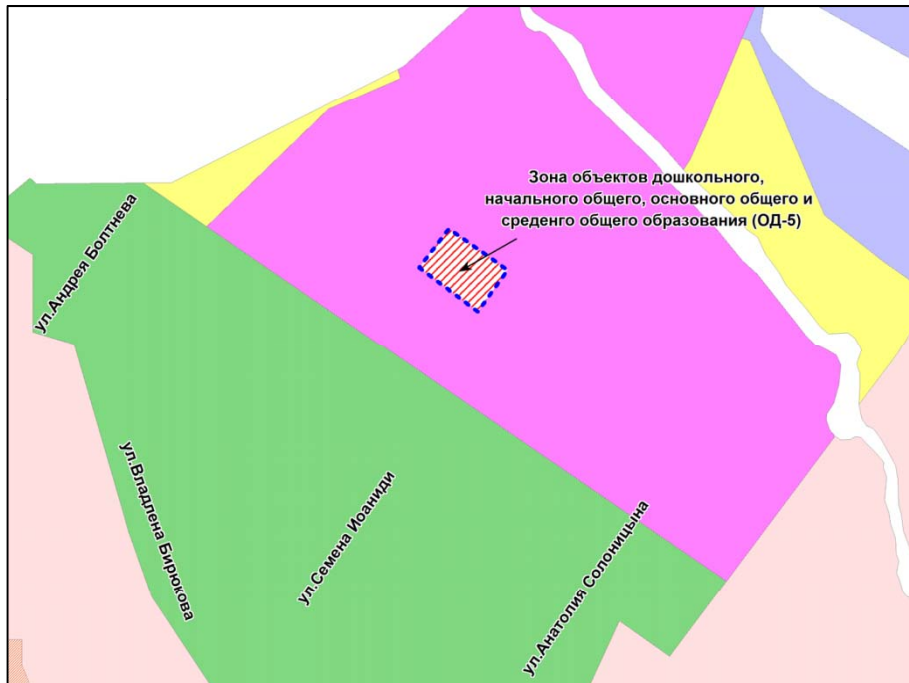 Зона объектов дошкольного,
начального общего, основного общего и
среденго общего образования (ОД-5)
ул.Андрея Болтнева
ул.Владлена Бирюкова
ул.Семена Иоаниди
ул.Анатолия Солоницына